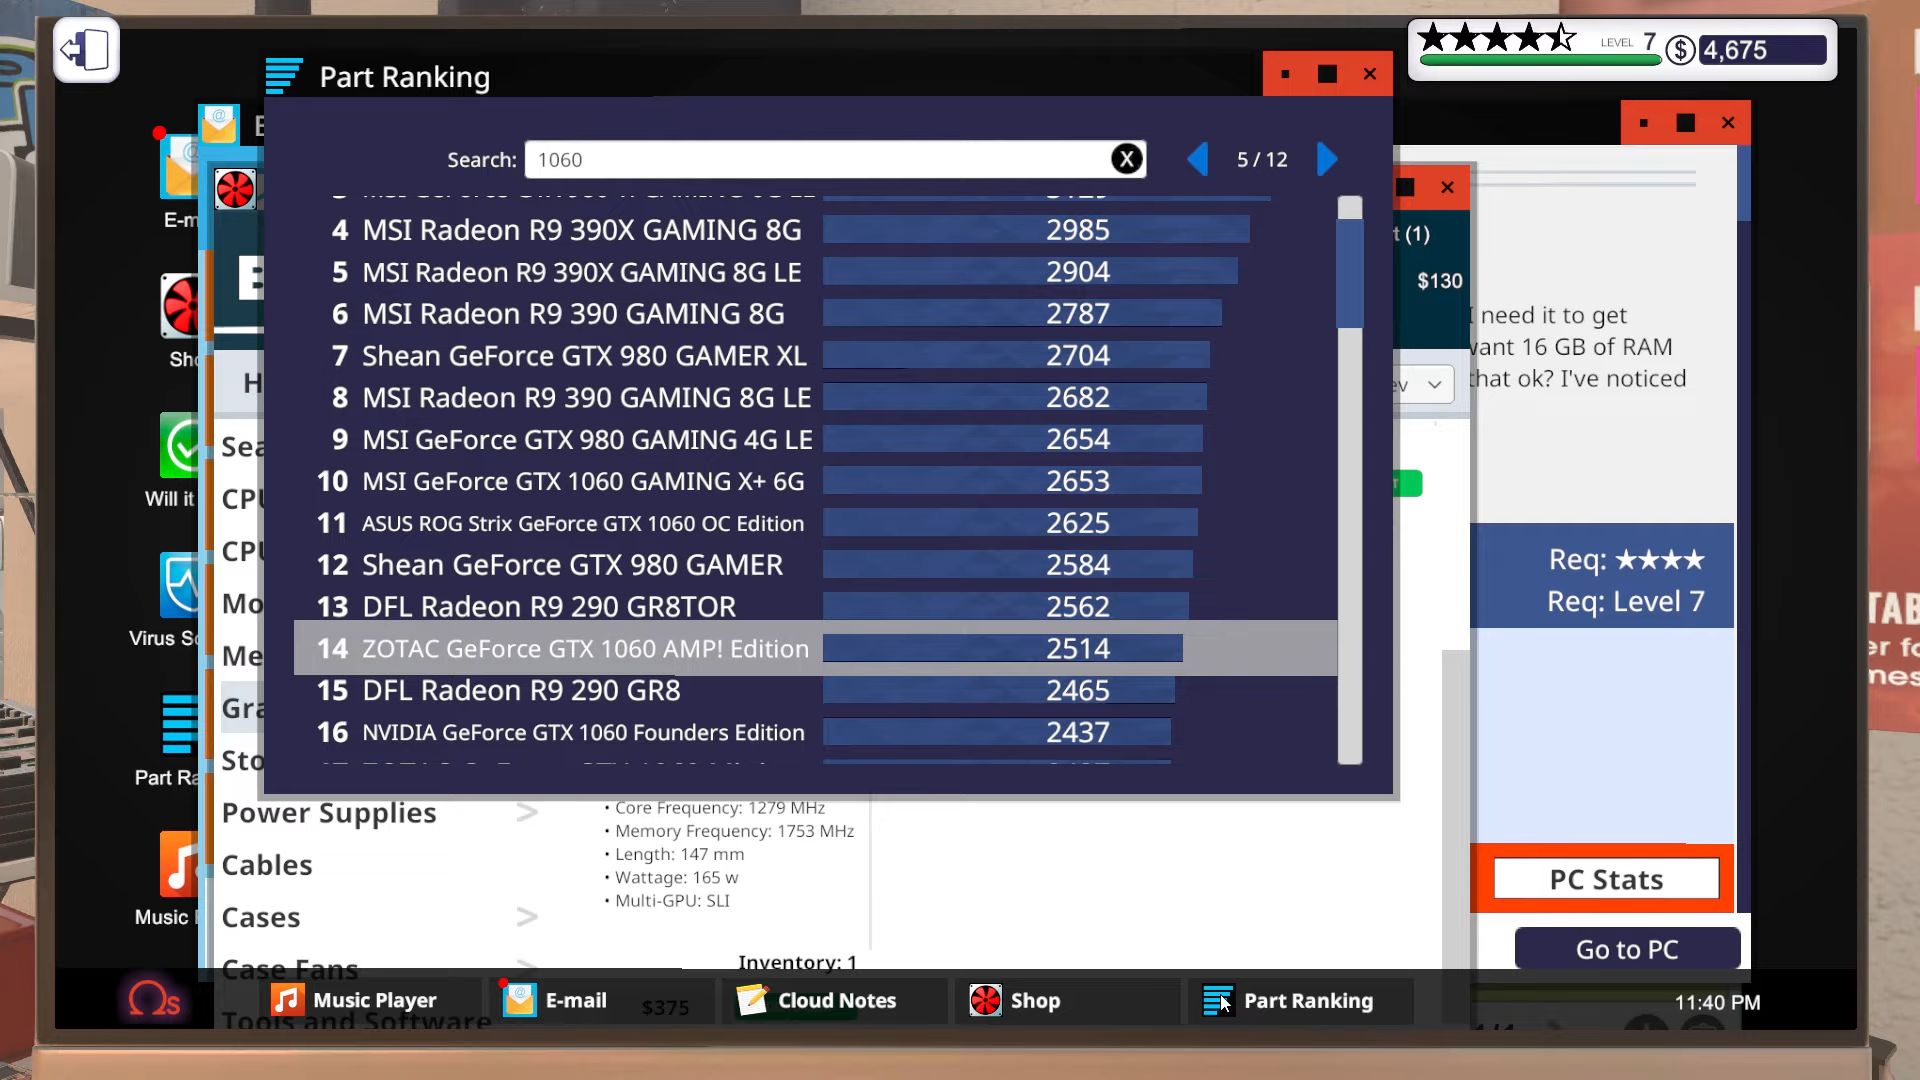 LEVEL 7 $ 4,675
Part Ranking
Search: 1060 X 5 / 12
4 MSI Radeon R9 390X GAMING 8G 2985
5 MSI Radeon R9 390X GAMING 8G LE 2904
6 MSI Radeon R9 390 GAMING 8G 2787
7 Shean GeForce GTX 980 GAMER XL 2704
8 MSI Radeon R9 390 GAMING 8G LE 2682
9 MSI GeForce GTX 980 GAMING 4G LE 2654
10 MSI GeForce GTX 1060 GAMING X+ 6G 2653
11 ASUS ROG Strix GeForce GTX 1060 OC Edition 2625
12 Shean GeForce GTX 980 GAMER 2584
13 DFL Radeon R9 290 GR8TOR 2562
14 ZOTAC GeForce GTX 1060 AMP! Edition 2514
15 DFL Radeon R9 290 GR8 2465
16 NVIDIA GeForce GTX 1060 Founders Edition 2437
E-m
Sho
Will it
Virus Sc
Part Ra
Music
H
Sea
CPU
CPU
Mo
Me
Gra
Sto
Power Supplies >
Cables
Cases >
Case Fans >
Tools and Software
• Core Frequency: 1279 MHz
• Memory Frequency: 1753 MHz
• Length: 147 mm
• Wattage: 165 w
• Multi-GPU: SLI
Inventory: 1
$375
t (1)
$130
ev
I need it to get
want 16 GB of RAM
that ok? I've noticed
Req: ★★★★
Req: Level 7
PC Stats
Go to PC
TAB
er fo
mes
Ωs Music Player E-mail Cloud Notes Shop Part Ranking 11:40 PM